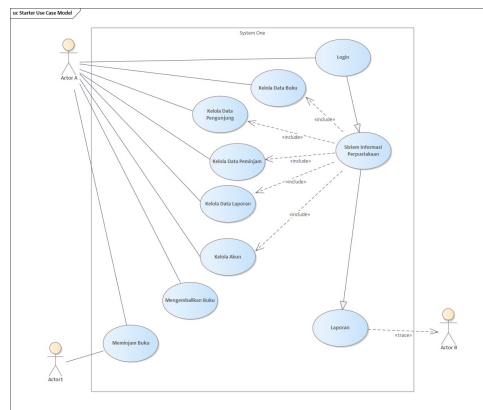 uc Starter Use Case Model
System One
Actor A
Login
Kelola Data Buku
Kelola Data
Pengunjung
«include»
«include»
Sistem Informasi
Perpustakaan
Kelola Data Peminjam
«include»
«include»
Kelola Data Laporan
«include»
Kelola Akun
Mengembalikan Buku
Laporan
«trace»
Actor B
Meminjam Buku
Actor1